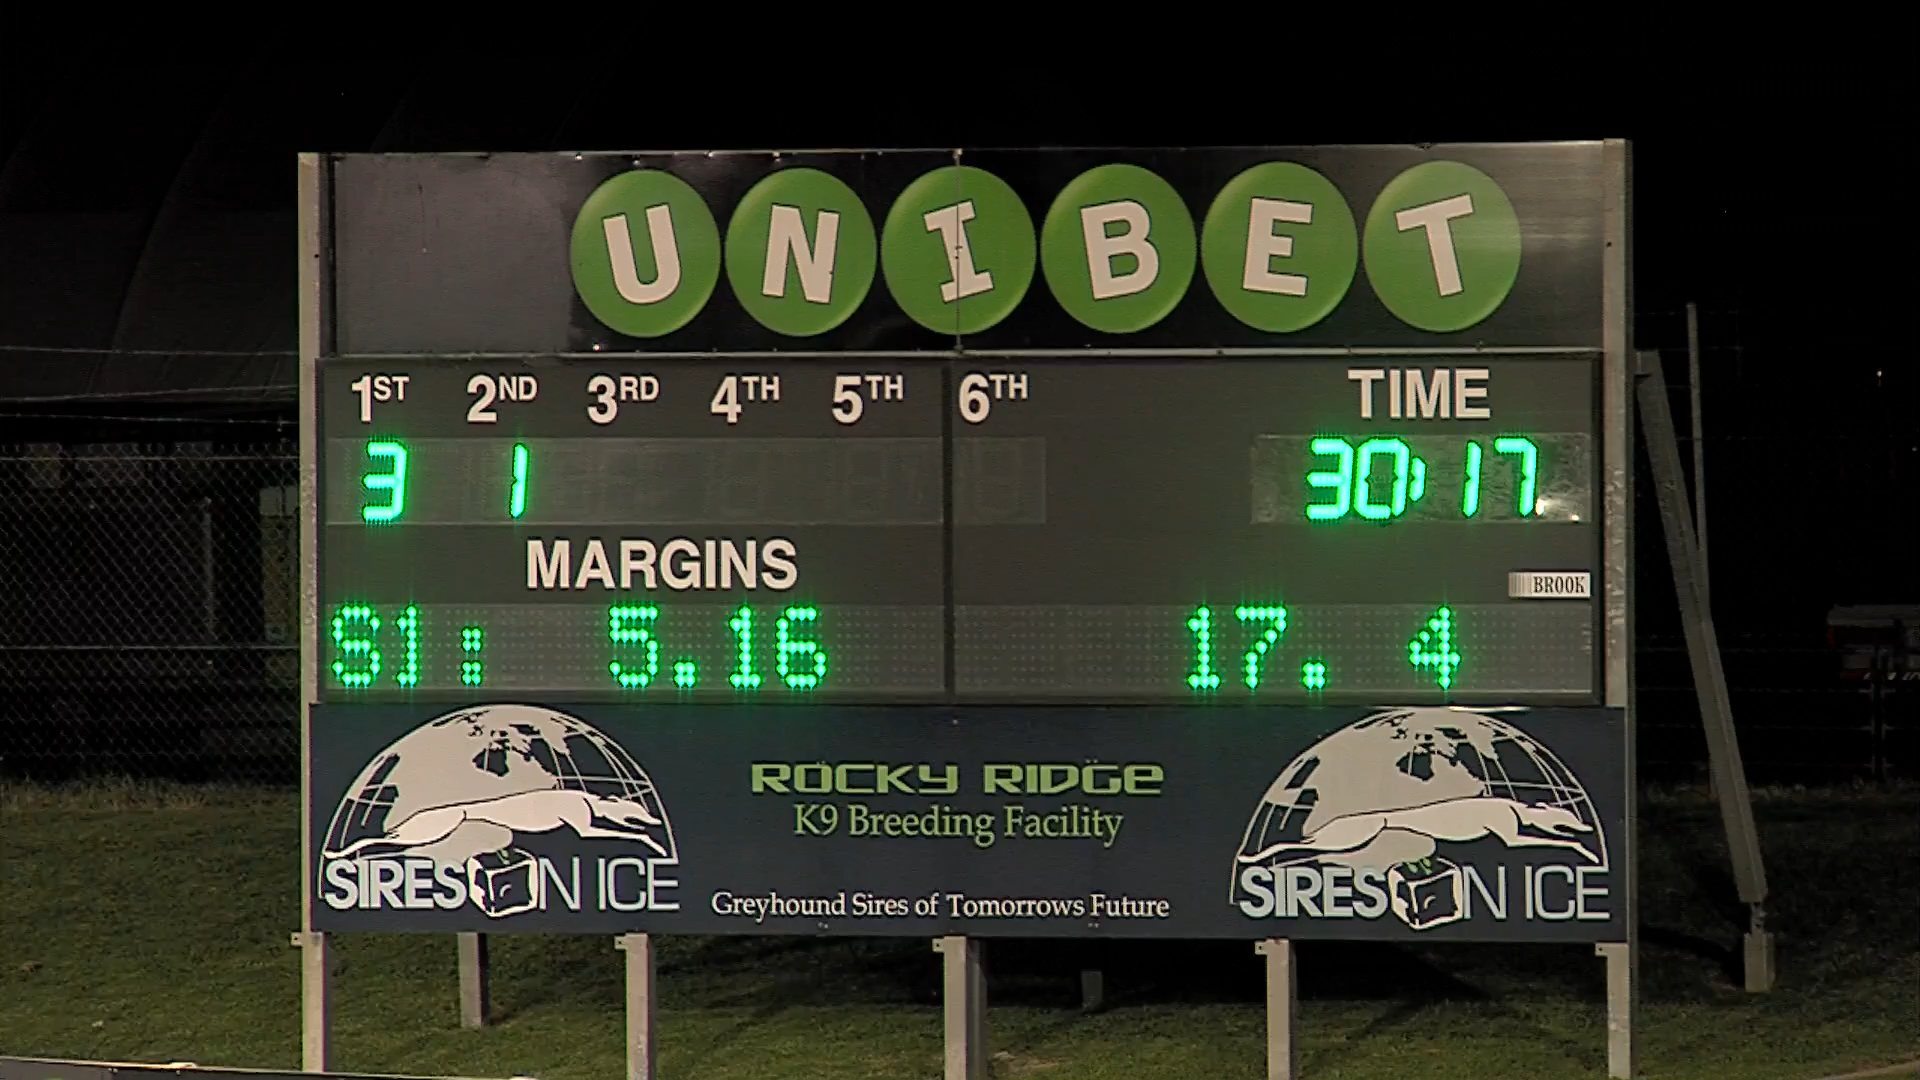 UNIBET
1ST 2ND 3RD 4TH 5TH 6TH TIME
3 1 30:17
MARGINS
BROOK
S1: 5.16 17. 4
ROCKY RIDGE
K9 Breeding Facility
SIRES ON ICE
Greyhound Sires of Tomorrows Future
SIRES ON ICE